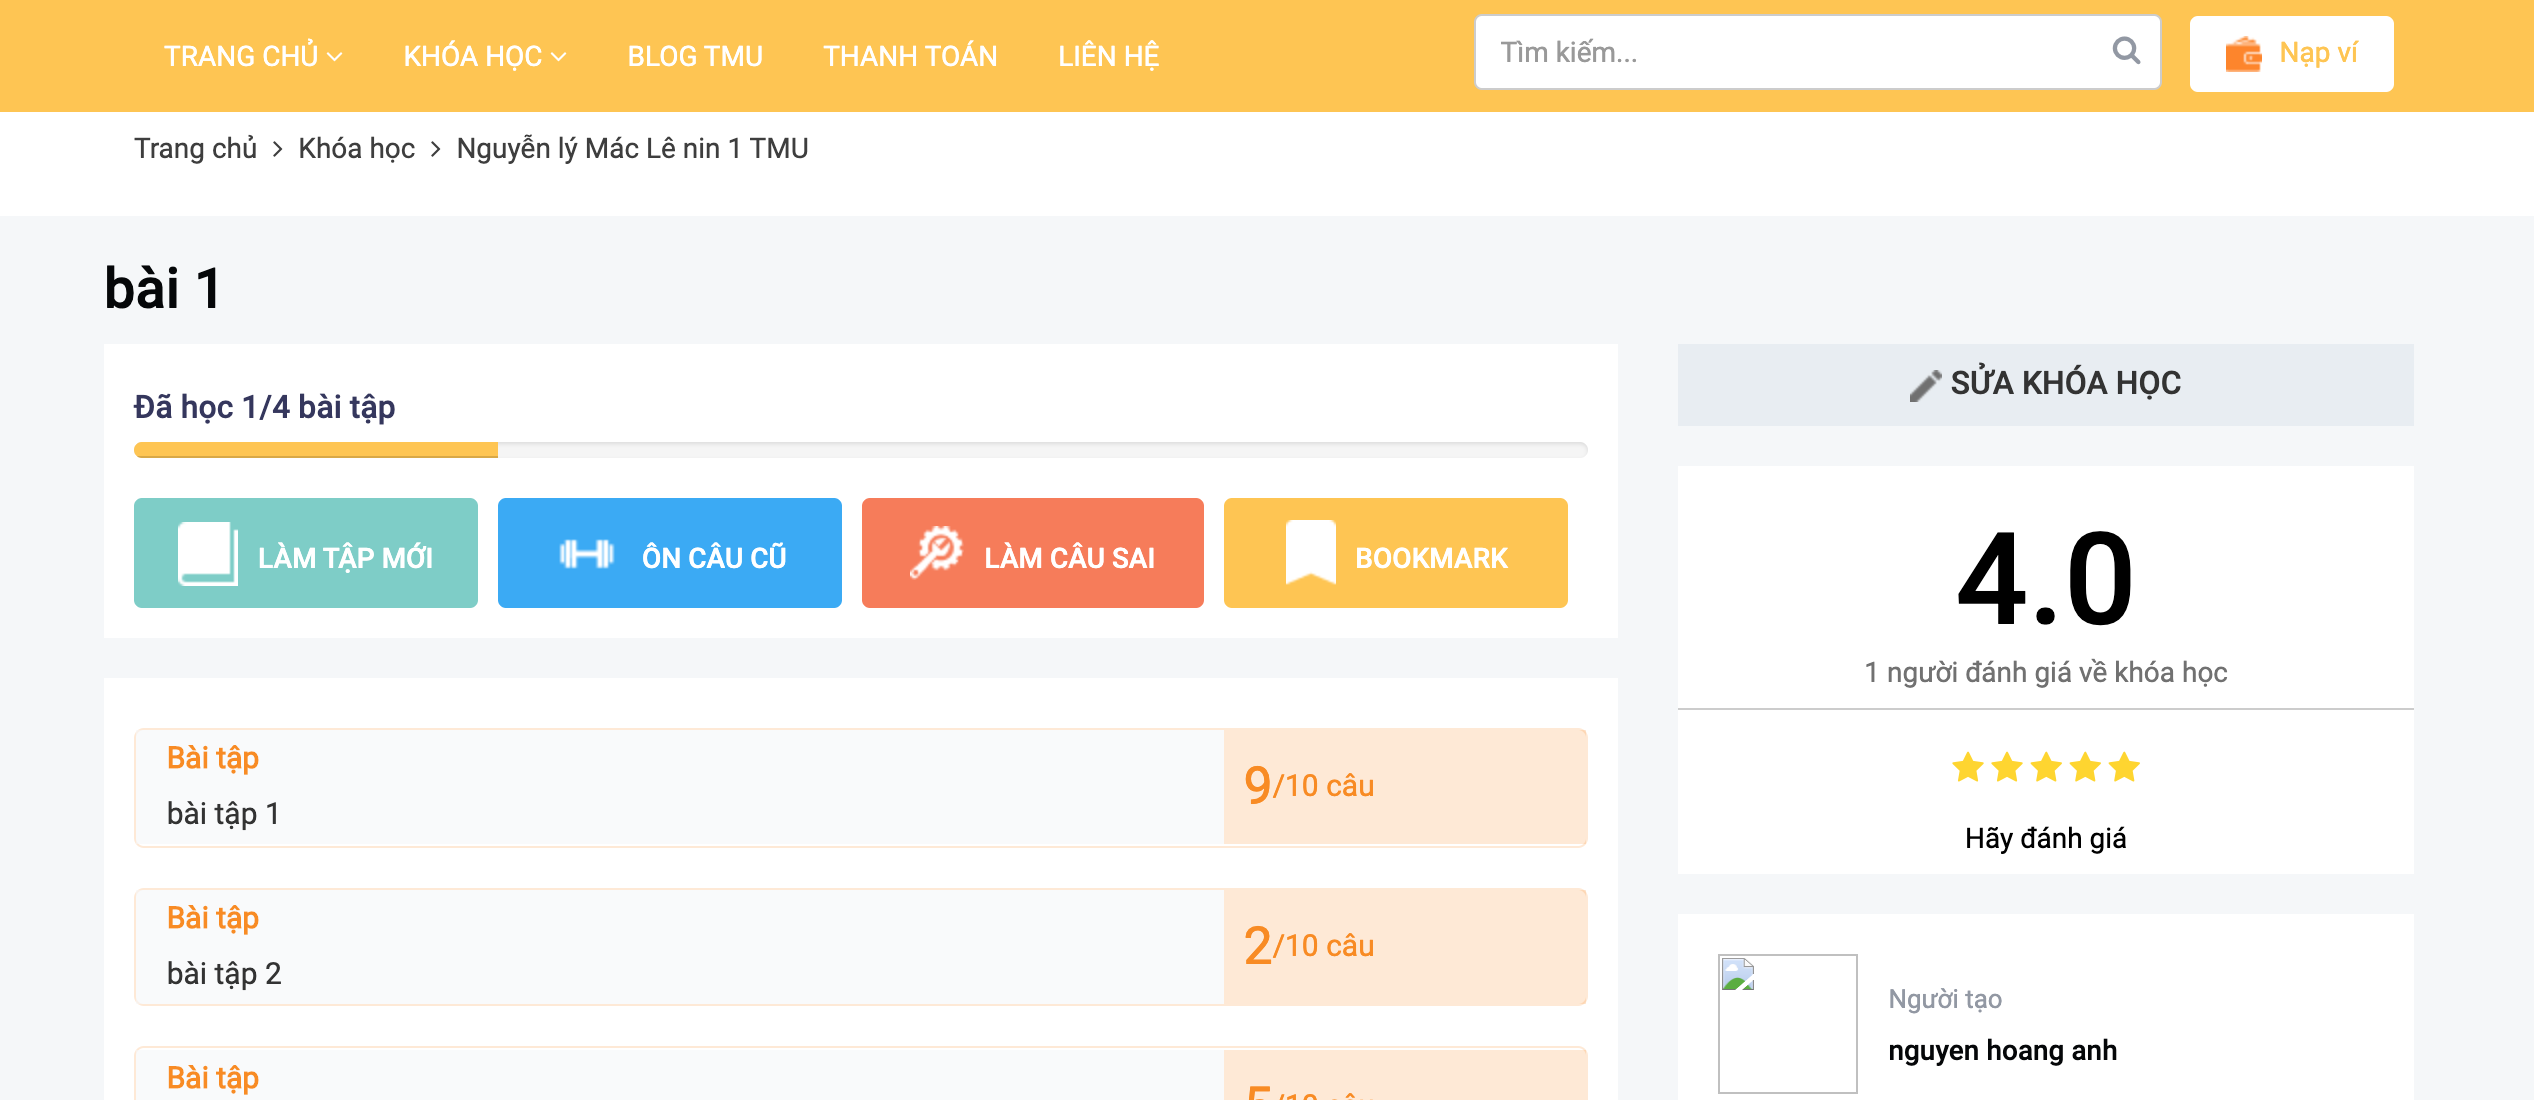 TRANG CHỦ KHÓA HỌC BLOG TMU THANH TOÁN LIÊN HỆ Tìm kiếm... Nạp ví
Trang chủ > Khóa học > Nguyễn lý Mác Lê nin 1 TMU
bài 1
Đã học 1/4 bài tập
LÀM TẬP MỚI ÔN CÂU CŨ LÀM CÂU SAI BOOKMARK
Bài tập
bài tập 1
9/10 câu
Bài tập
bài tập 2
2/10 câu
Bài tập
SỬA KHÓA HỌC
4.0
1 người đánh giá về khóa học
Hãy đánh giá
Người tạo
nguyen hoang anh